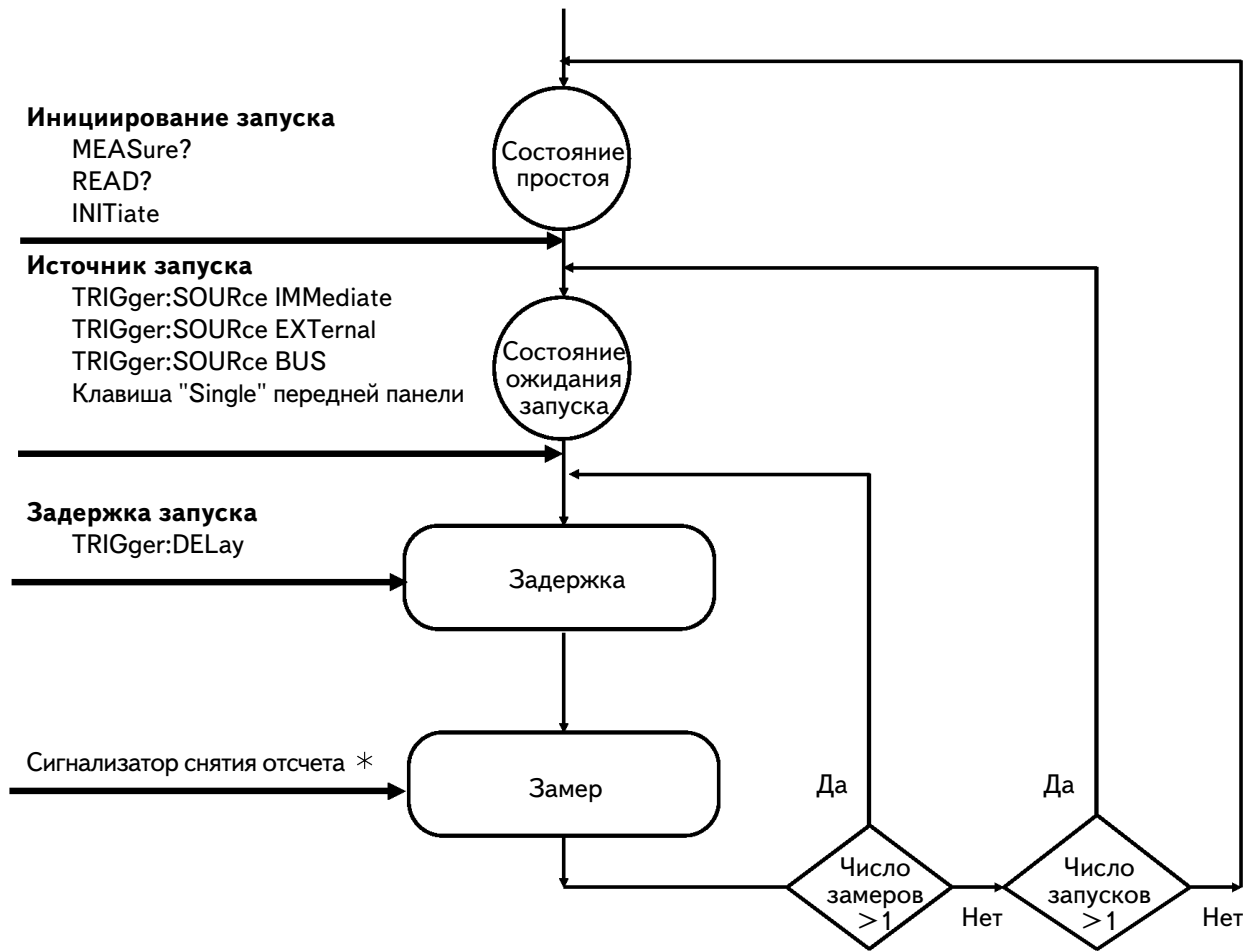 Инициирование запуска
MEASure?
READ?
INITiate
Состояние
простоя
Источник запуска
TRIGger:SOURce IMMediate
TRIGger:SOURce EXTernal
TRIGger:SOURce BUS
Клавиша "Single" передней панели
Состояние
ожидания
запуска
Задержка запуска
TRIGger:DELay
Задержка
Сигнализатор снятия отсчета *
Замер
Да
Да
Число
замеров
>1
Нет
Число
запусков
>1
Нет